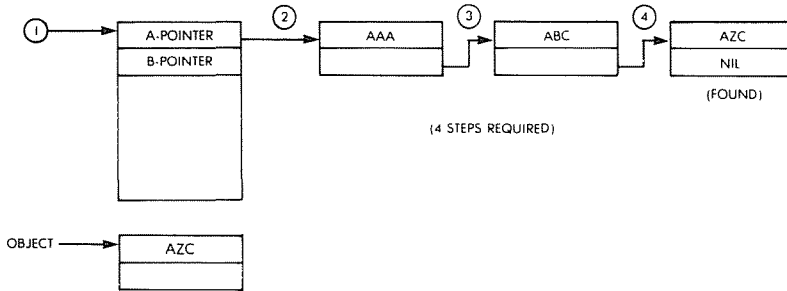 1
A-POINTER
B-POINTER
2
AAA
3
ABC
4
AZC
NIL
(FOUND)
(4 STEPS REQUIRED)
OBJECT
AZC